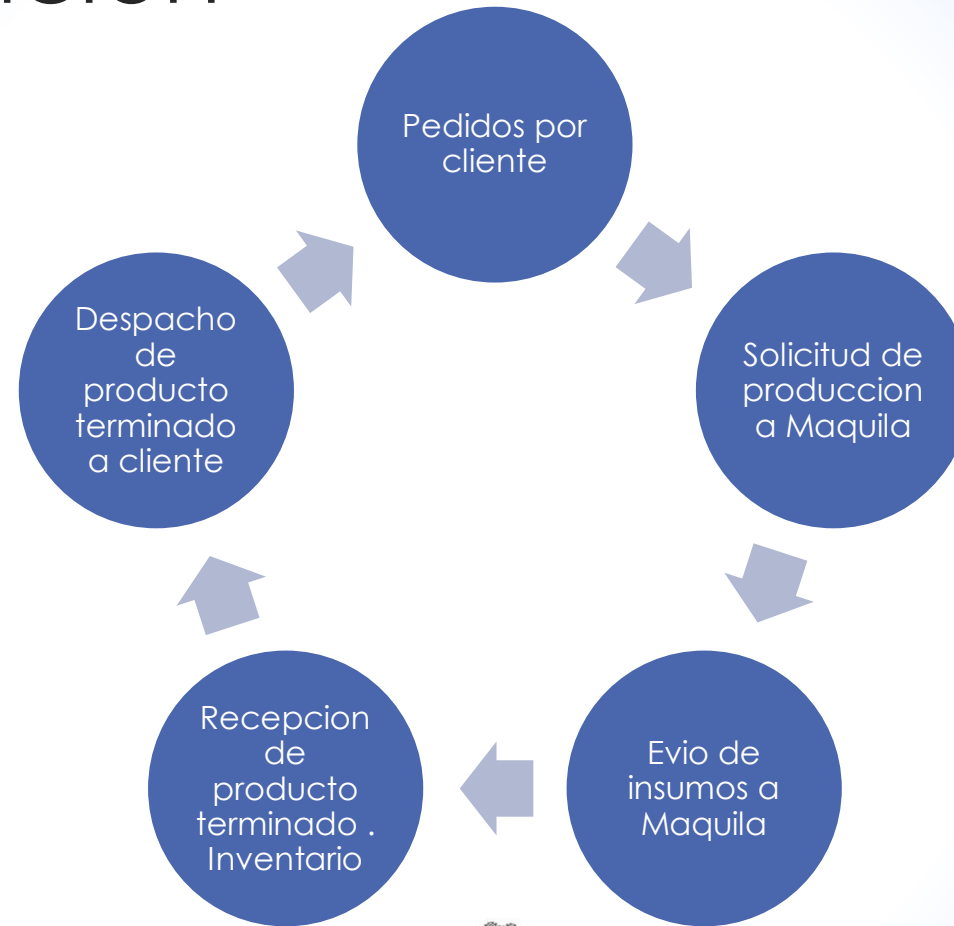 Pedidos por
cliente
Solicitud de
produccion
a Maquila
Evio de
insumos a
Maquila
Recepcion
de
producto
terminado .
Inventario
Despacho
de
producto
terminado
a cliente